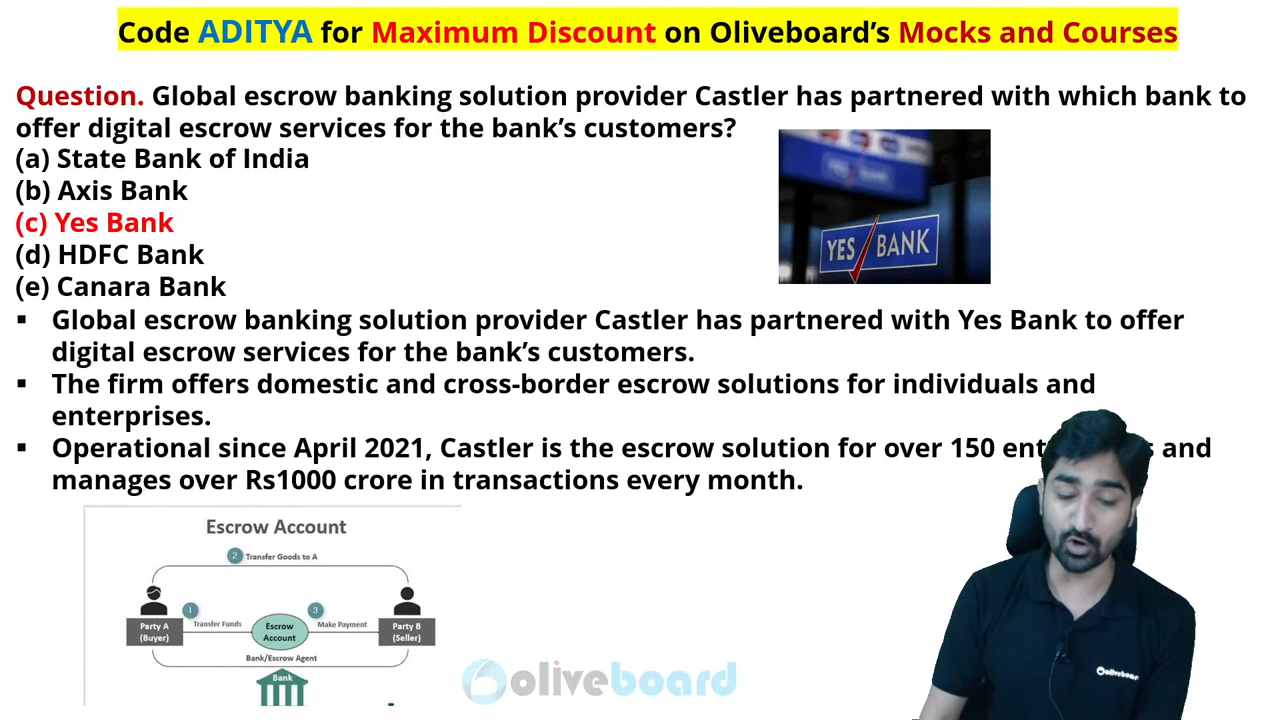 Code ADITYA for Maximum Discount on Oliveboard’s Mocks and Courses
Question. Global escrow banking solution provider Castler has partnered with which bank to
offer digital escrow services for the bank’s customers?
(a) State Bank of India
(b) Axis Bank
(c) Yes Bank
(d) HDFC Bank
(e) Canara Bank
YES BANK
▪ Global escrow banking solution provider Castler has partnered with Yes Bank to offer
digital escrow services for the bank’s customers.
▪ The firm offers domestic and cross-border escrow solutions for individuals and
enterprises.
▪ Operational since April 2021, Castler is the escrow solution for over 150 and
manages over Rs1000 crore in transactions every month.
Escrow Account
2 Transfer Goods to A
1 3
Party A Transfer Funds Escrow Make Payment Party B
(Buyer) Account (Seller)
Bank/Escrow Agent
Bank
oliveboard
oliveboard